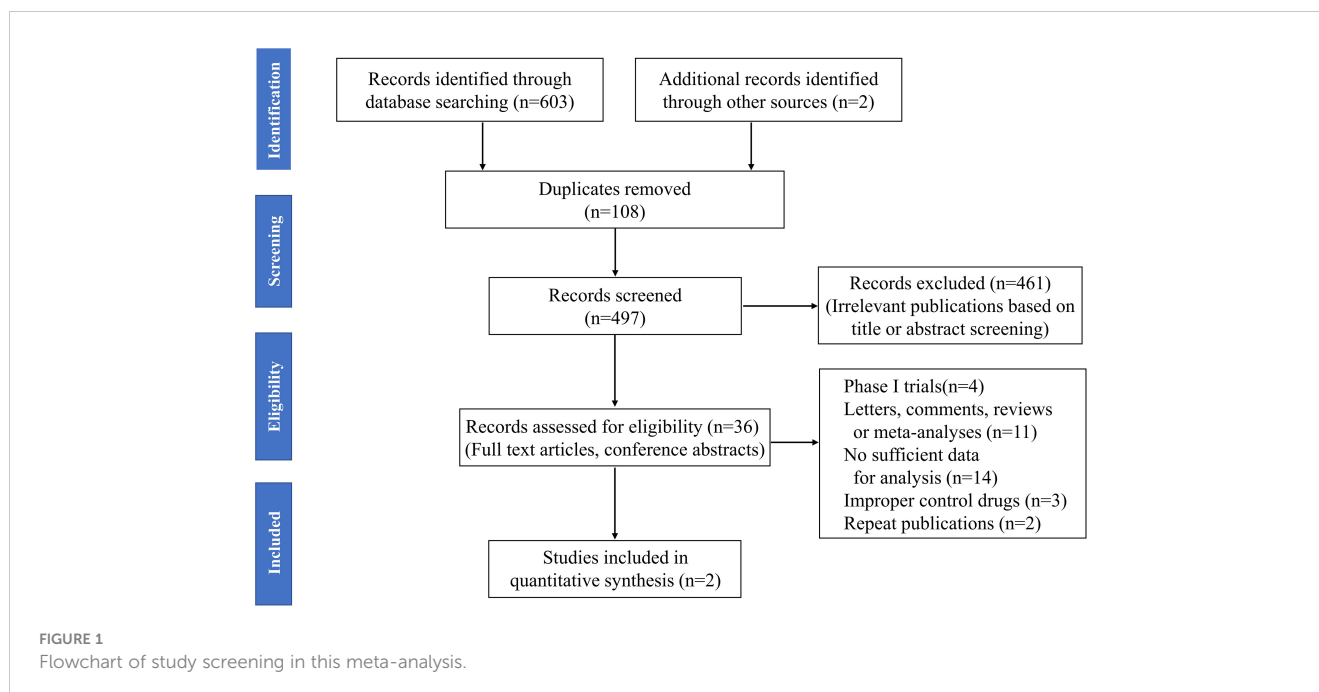 Identification
Records identified through
database searching (n=603)
Additional records identified
through other sources (n=2)
Duplicates removed
(n=108)
Screening
Records screened
(n=497)
Records excluded (n=461)
(Irrelevant publications based on
title or abstract screening)
Eligibility
Records assessed for eligibility (n=36)
(Full text articles, conference abstracts)
Phase I trials(n=4)
Letters, comments, reviews
or meta-analyses (n=11)
No sufficient data
for analysis (n=14)
Improper control drugs (n=3)
Repeat publications (n=2)
Included
Studies included in
quantitative synthesis (n=2)
FIGURE 1
Flowchart of study screening in this meta-analysis.